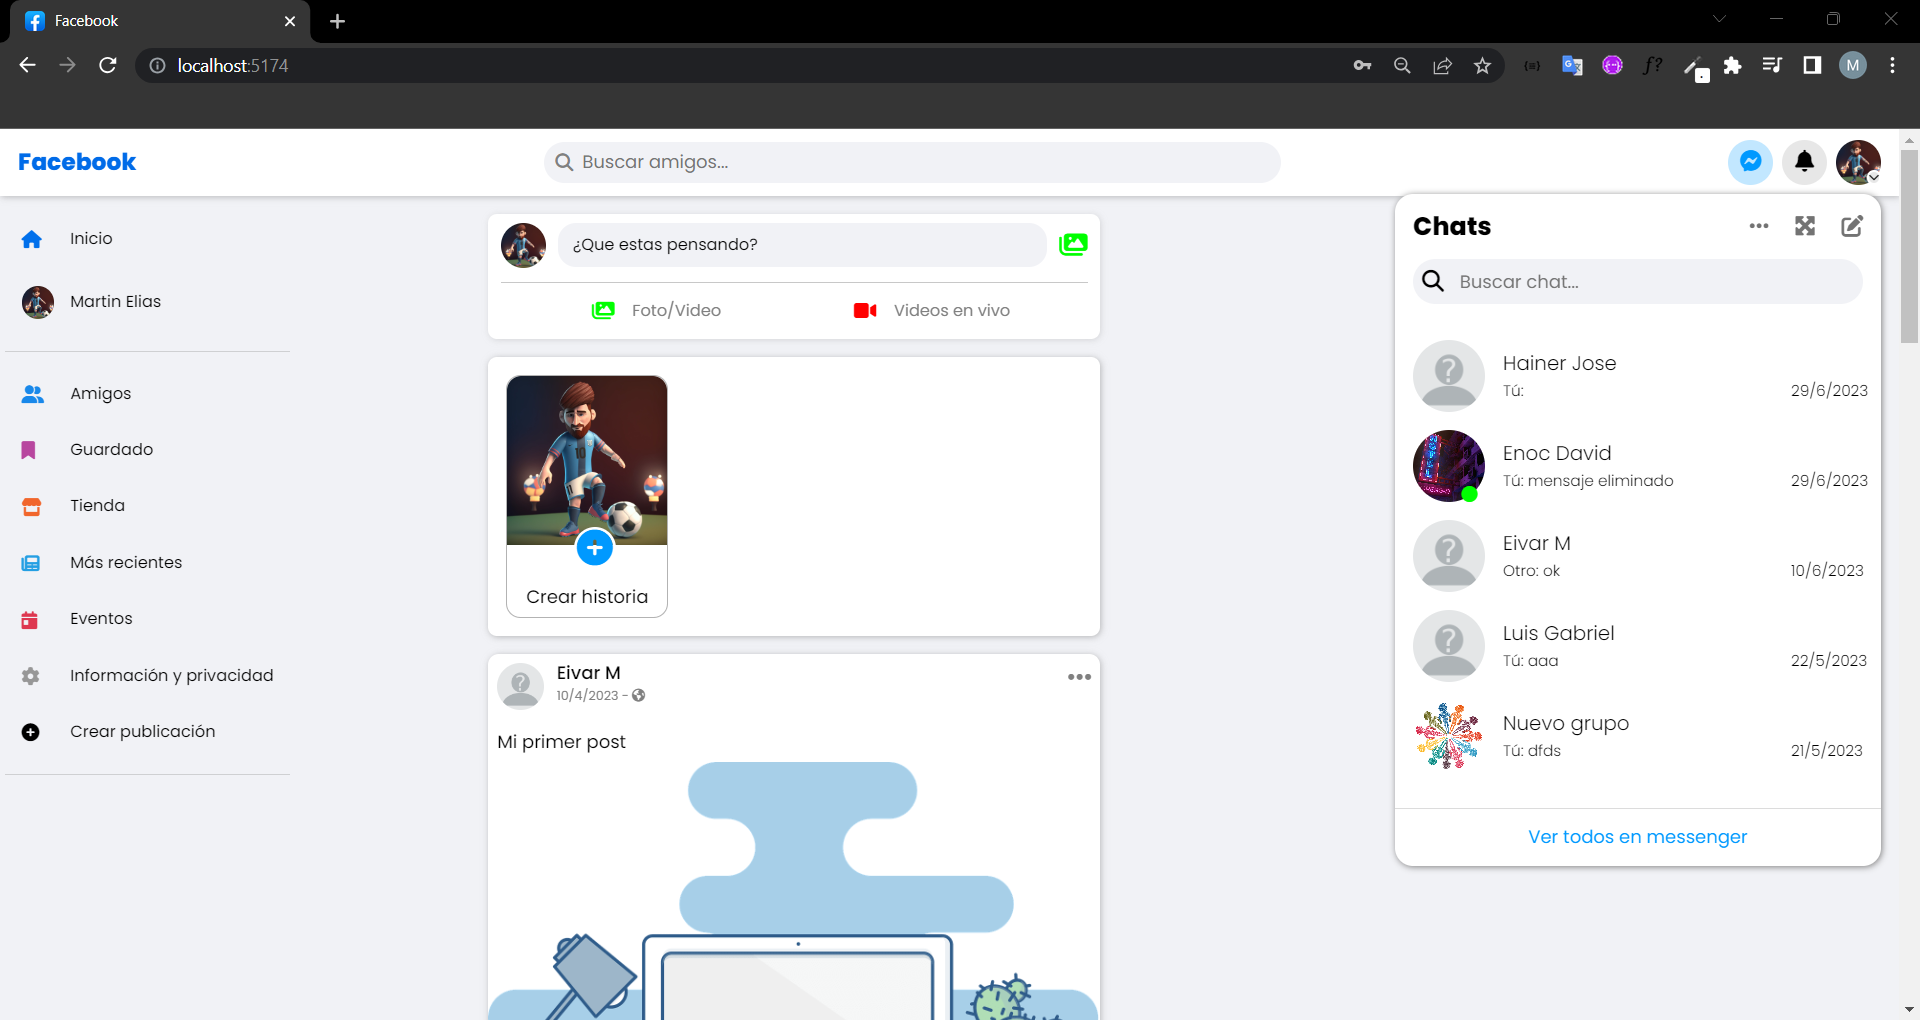 Facebook
localhost:5174
M
Facebook
Buscar amigos...
Inicio
Martin Elias
Amigos
Guardado
Tienda
Más recientes
Eventos
Información y privacidad
Crear publicación
¿Que estas pensando?
Foto/Video
Videos en vivo
10
Crear historia
Eivar M
10/4/2023 -
Mi primer post
Chats
Buscar chat...
Hainer Jose
Tú:
29/6/2023
Enoc David
Tú: mensaje eliminado
29/6/2023
Eivar M
Otro: ok
10/6/2023
Luis Gabriel
Tú: aaa
22/5/2023
Nuevo grupo
Tú: dfds
21/5/2023
Ver todos en messenger